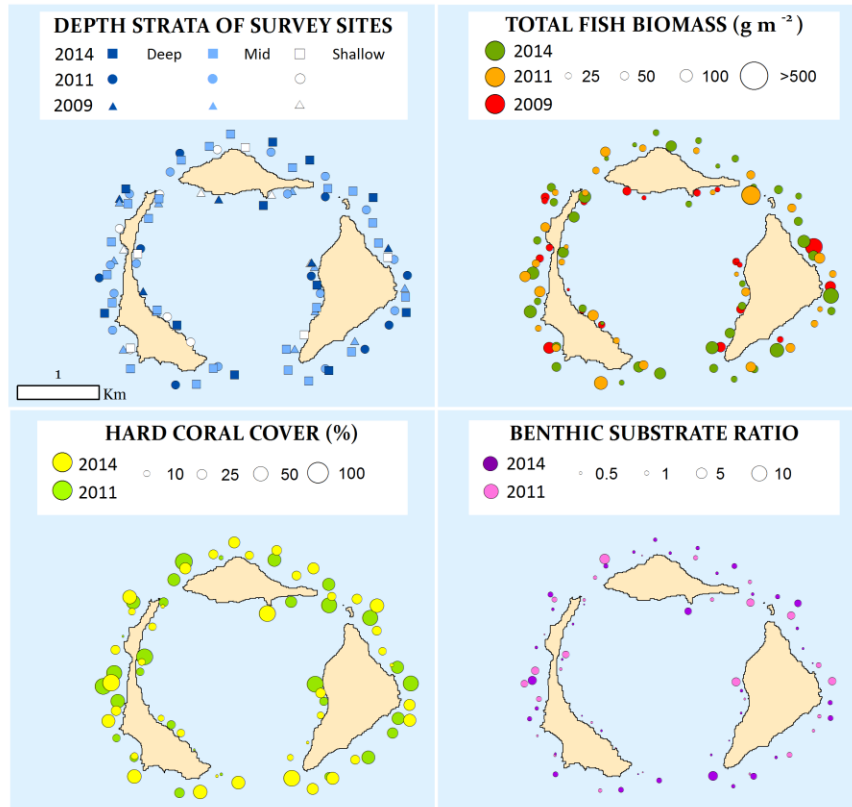 DEPTH STRATA OF SURVEY SITES
2014 Deep Mid Shallow
2011
2009
1
Km
TOTAL FISH BIOMASS (g m ⁻²)
2014
2011 25 50 100 >500
2009
HARD CORAL COVER (%)
2014 10 25 50 100
2011
BENTHIC SUBSTRATE RATIO
2014 0.5 1 5 10
2011